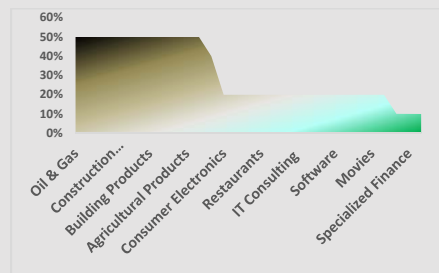 60%
50%
40%
30%
20%
10%
0%
Oil & Gas
Construction...
Building Products
Agricultural Products
Consumer Electronics
Restaurants
IT Consulting
Software
Movies
Specialized Finance